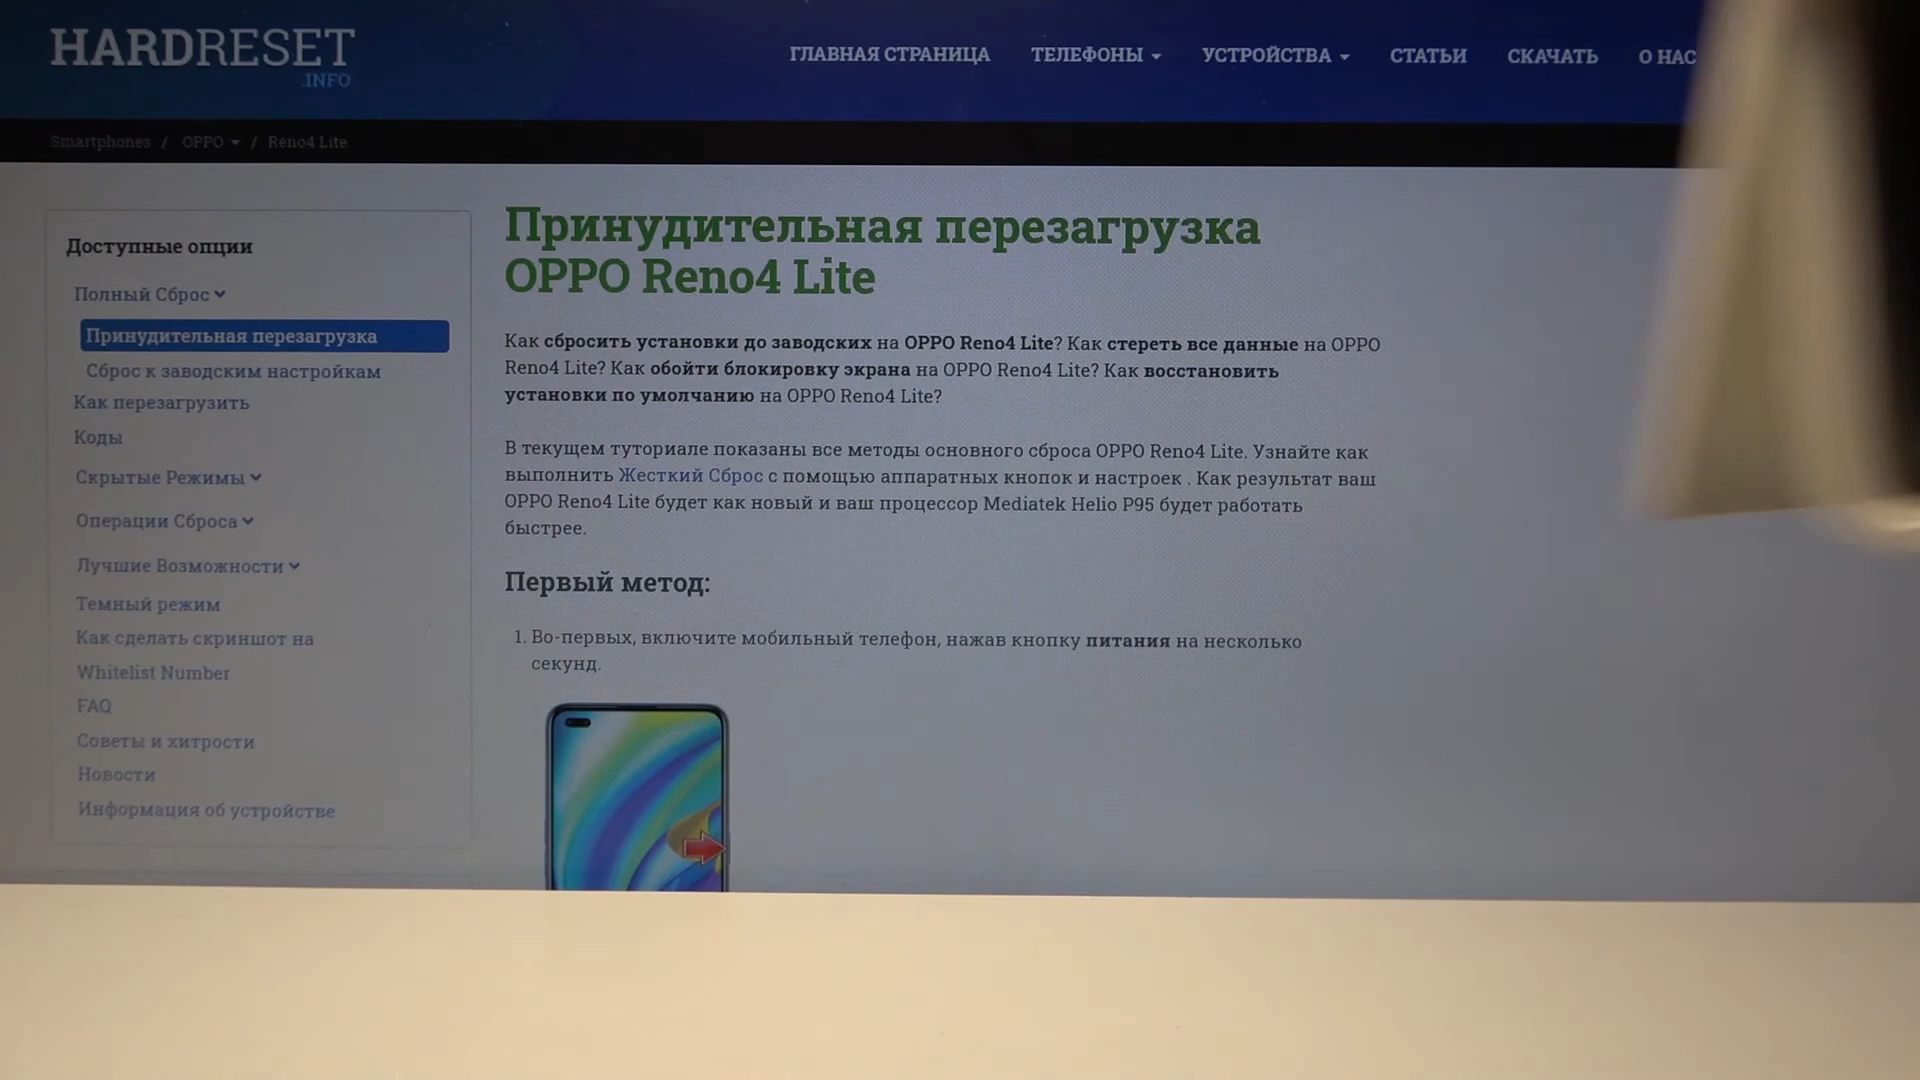 HARDRESET
.INFO
ГЛАВНАЯ СТРАНИЦА ТЕЛЕФОНЫ УСТРОЙСТВА СТАТЬИ СКАЧАТЬ О НАС
Smartphones / OPPO / Reno4 Lite
Доступные опции
Полный Сброс
Принудительная перезагрузка
Сброс к заводским настройкам
Как перезагрузить
Коды
Скрытые Режимы
Операции Сброса
Лучшие Возможности
Темный режим
Как сделать скриншот на
Whitelist Number
FAQ
Советы и хитрости
Новости
Информация об устройстве
Принудительная перезагрузка
OPPO Reno4 Lite
Как сбросить установки до заводских на OPPO Reno4 Lite? Как стереть все данные на OPPO
Reno4 Lite? Как обойти блокировку экрана на OPPO Reno4 Lite? Как восстановить
установки по умолчанию на OPPO Reno4 Lite?
В текущем туториале показаны все методы основного сброса OPPO Reno4 Lite. Узнайте как
выполнить Жесткий Сброс с помощью аппаратных кнопок и настроек . Как результат ваш
OPPO Reno4 Lite будет как новый и ваш процессор Mediatek Helio P95 будет работать
быстрее.
Первый метод:
1. Во-первых, включите мобильный телефон, нажав кнопку питания на несколько
секунд.